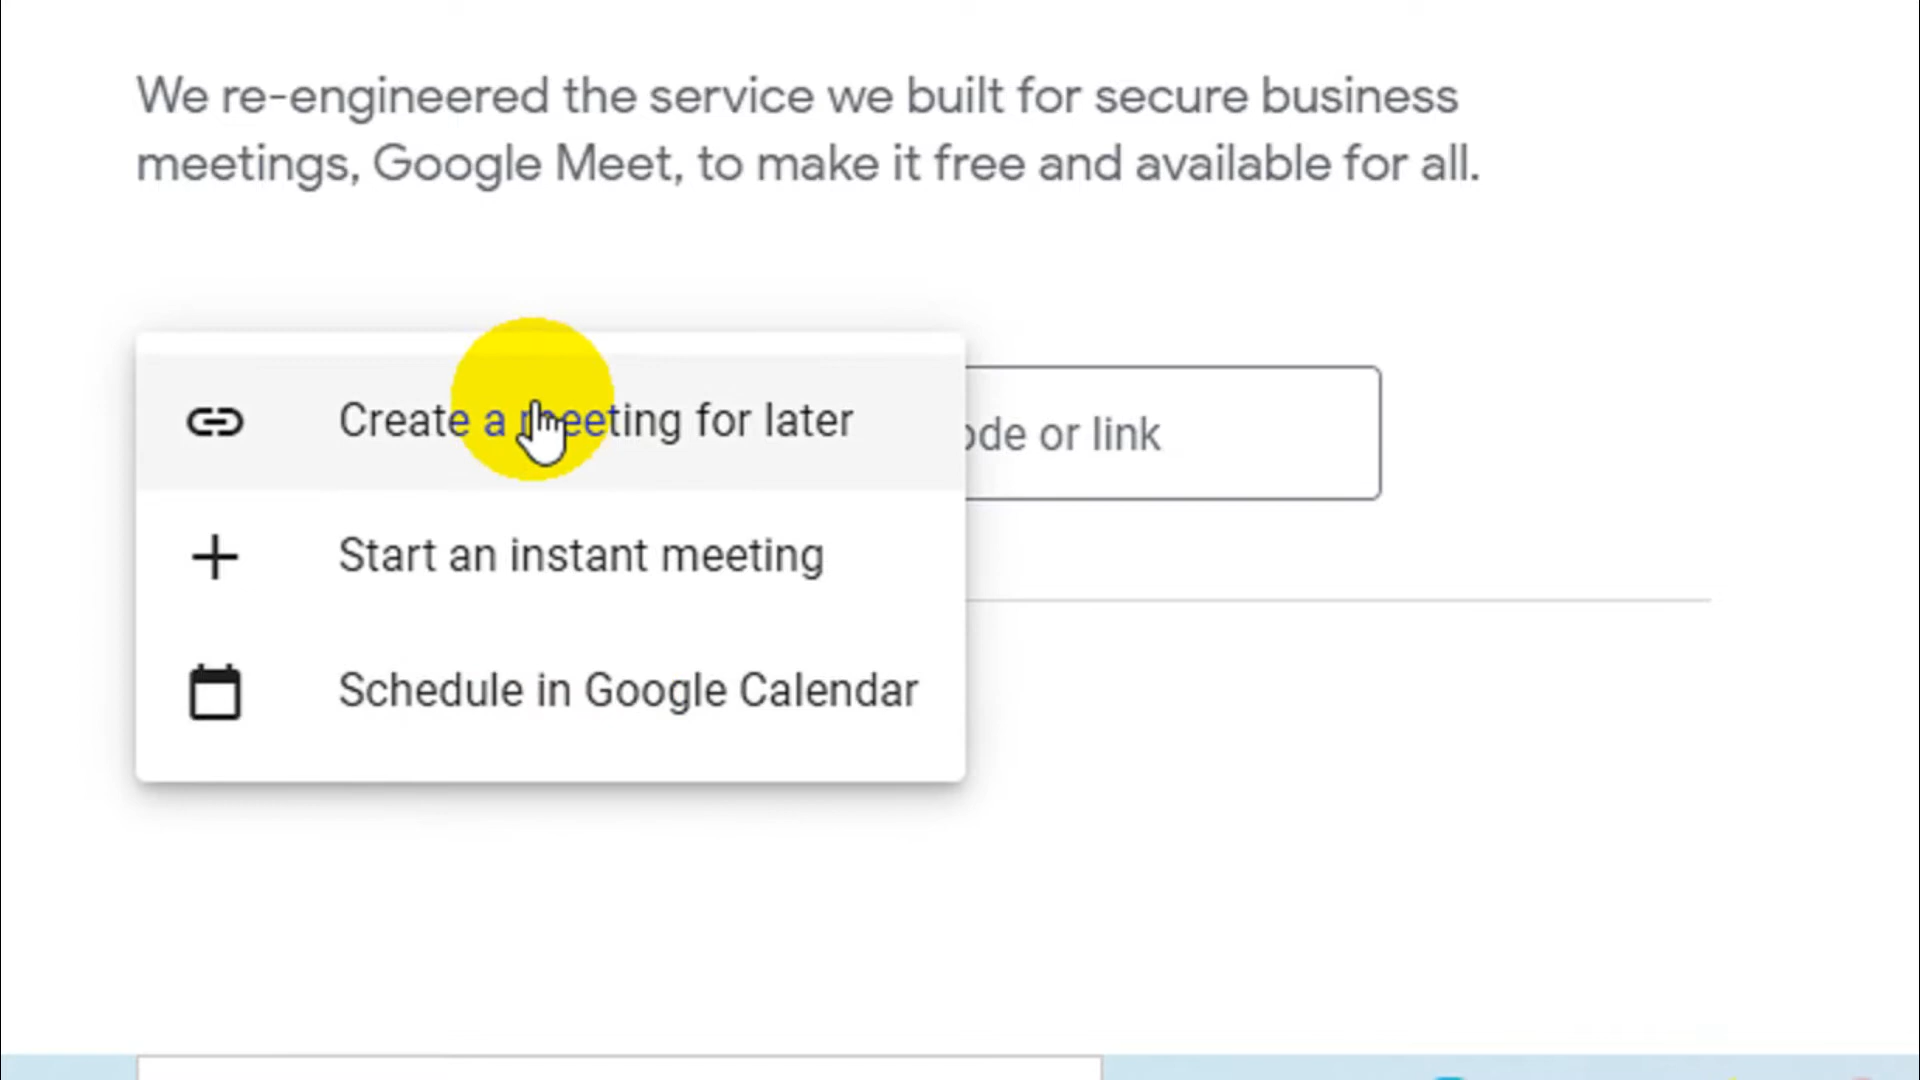 We re-engineered the service we built for secure business
meetings, Google Meet, to make it free and available for all.
Create a meeting for later
or link
Start an instant meeting
Schedule in Google Calendar